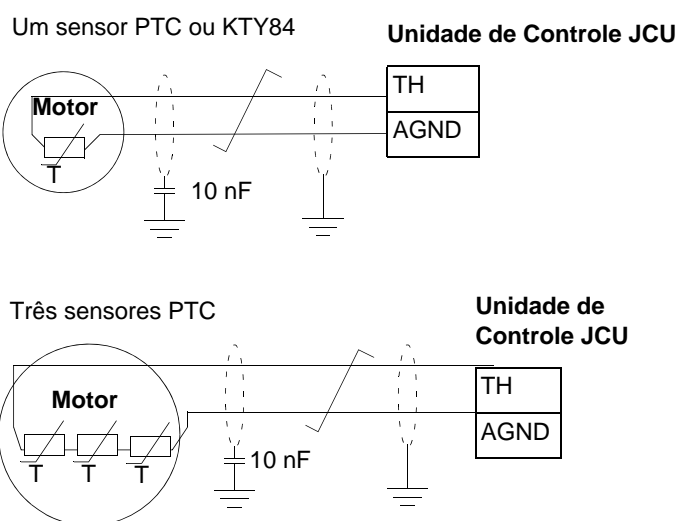 Um sensor PTC ou KTY84
Unidade de Controle JCU
TH
Motor
AGND
T
10 nF
Três sensores PTC
Unidade de
Controle JCU
TH
Motor
AGND
T T T
10 nF